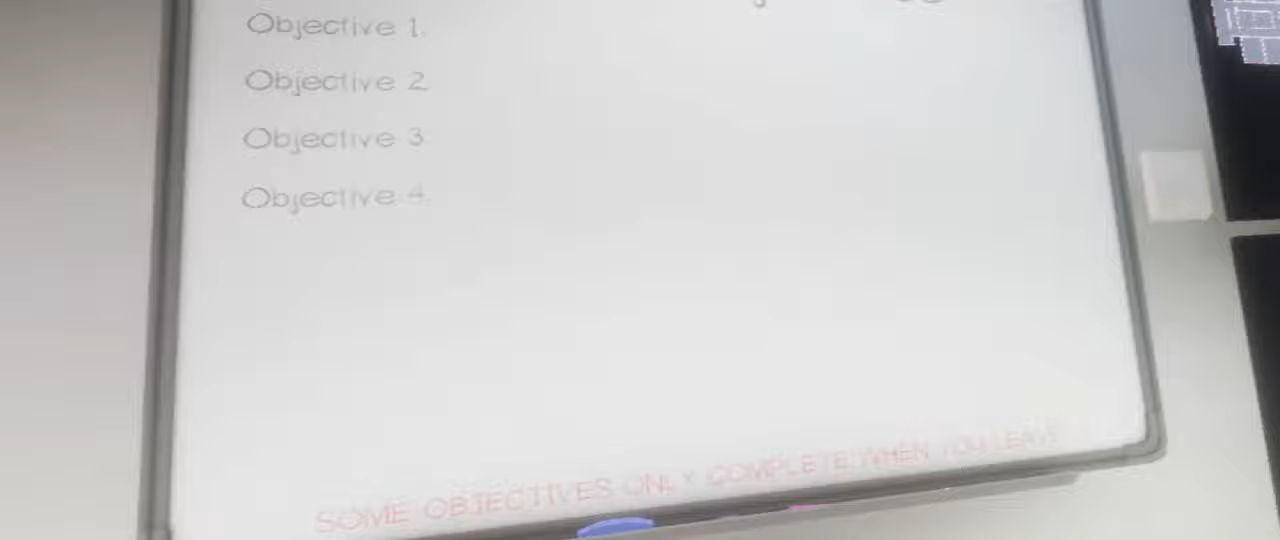 Objective 1.
Objective 2
Objective 3
Objective 4.
SOME OBJECTIVES ONLY COMPLETE WHEN YOU LEAVE